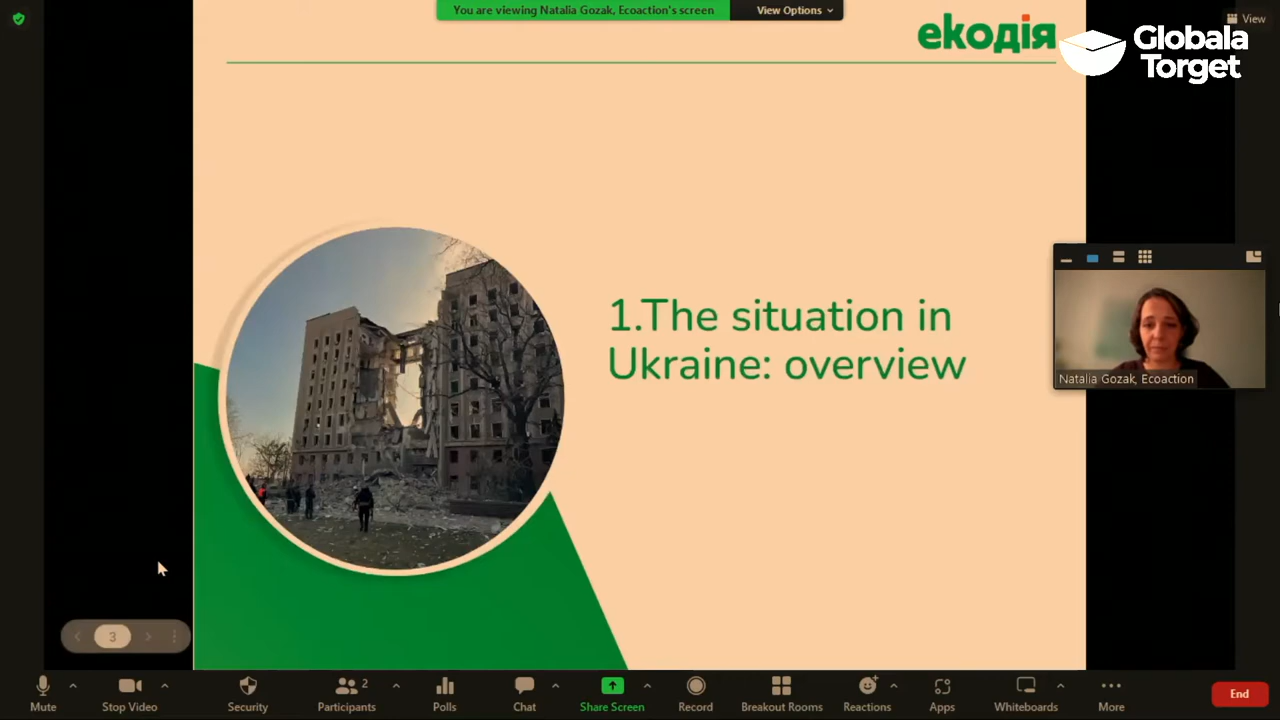 You are viewing Natalia Gozak, Ecoaction's screen
View Options
View
екодія
Globala
Torget
1.The situation in
Ukraine: overview
Natalia Gozak, Ecoaction
3
Mute
Stop Video
Security
2
Participants
Polls
Chat
Share Screen
Record
Breakout Rooms
Reactions
Apps
Whiteboards
More
End